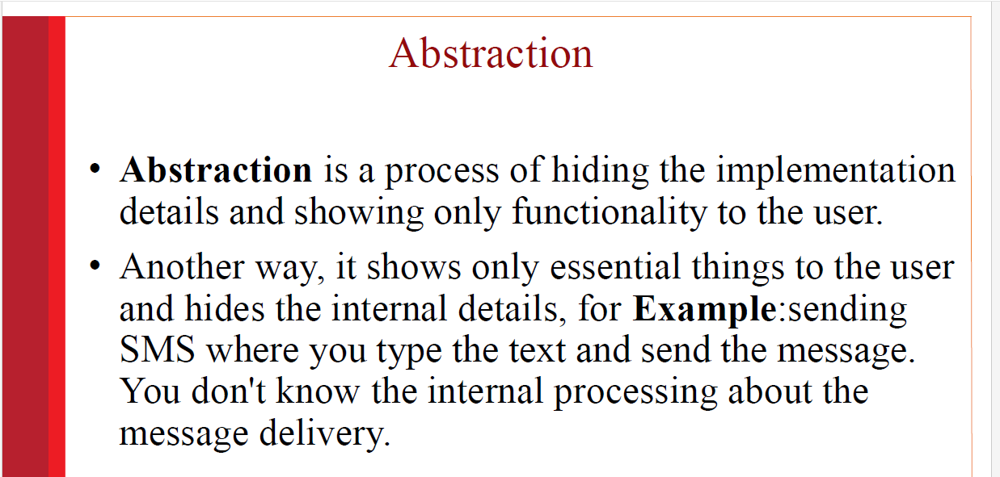 Abstraction
• Abstraction is a process of hiding the implementation
details and showing only functionality to the user.
• Another way, it shows only essential things to the user
and hides the internal details, for Example:sending
SMS where you type the text and send the message.
You don't know the internal processing about the
message delivery.